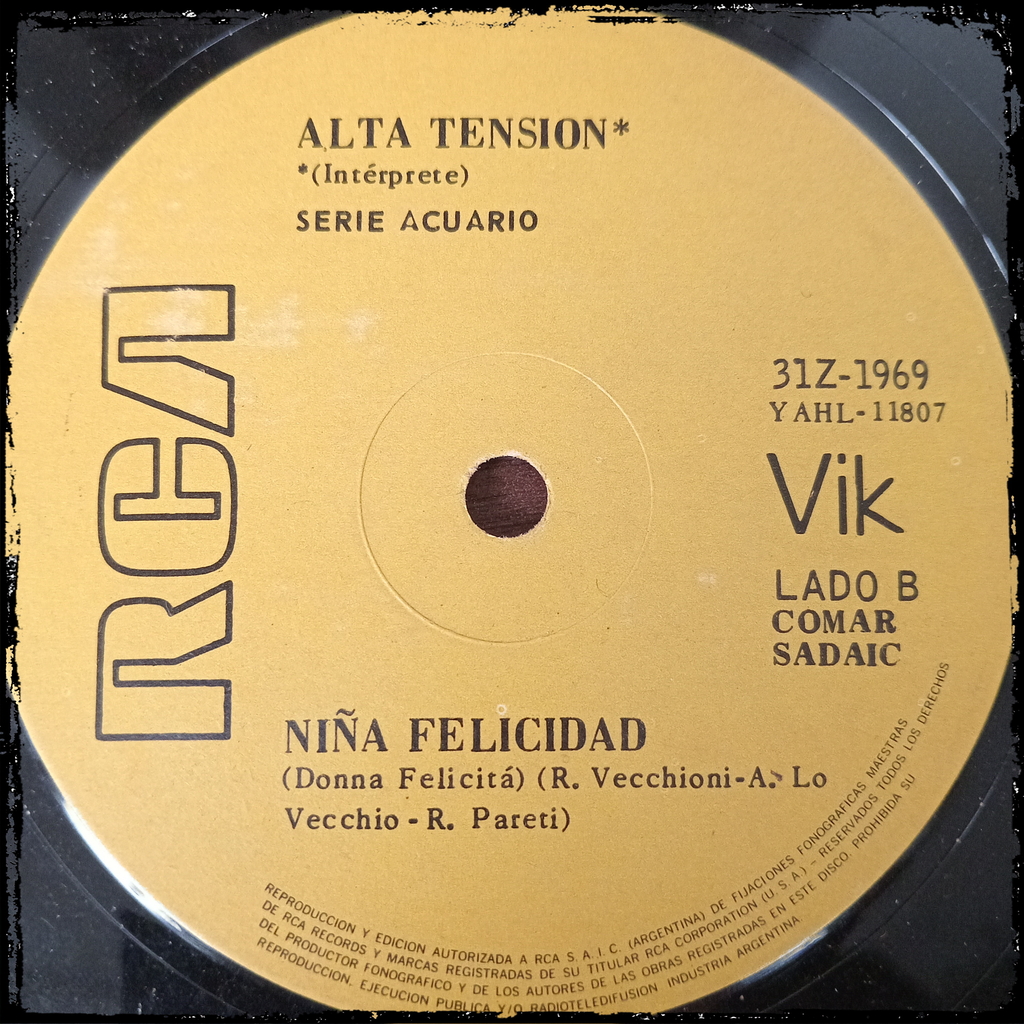 ALTA TENSION*
*(Intérprete)
SERIE ACUARIO
RCA
31Z-1969
YAHL-11807
Vik
LADO B
COMAR
SADAIC
NIÑA FELICIDAD
(Donna Felicitá) (R. Vecchioni-A. Lo
Vecchio - R. Pareti)
REPRODUCCION Y EDICION AUTORIZADA A RCA S. A. I. C. (ARGENTINA) DE FIJACIONES FONOGRAFICAS MAESTRAS
DE RCA RECORDS Y MARCAS REGISTRADAS DE SU TITULAR RCA CORPORATION (U. S. A.) – RESERVADOS TODOS LOS DERECHOS
DEL PRODUCTOR FONOGRAFICO Y DE LOS AUTORES DE LAS OBRAS REGISTRADAS EN ESTE DISCO. PROHIBIDA SU
REPRODUCCION, EJECUCION PUBLICA Y/O RADIOTELEDIFUSION INDUSTRIA ARGENTINA.